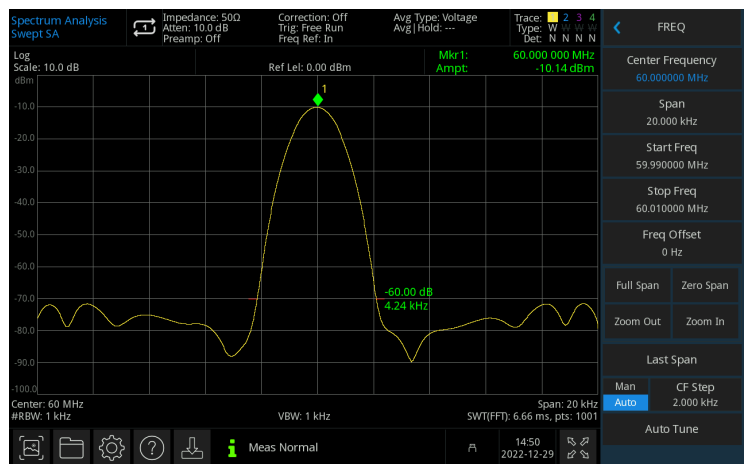 Spectrum Analysis
Swept SA
1
Impedance: 50Ω
Atten: 10.0 dB
Preamp: Off
Correction: Off
Trig: Free Run
Freq Ref: In
Avg Type: Voltage
Avg|Hold: ---
Trace: 1 2 3 4
Type: W W W W
Det: N N N N
Log
Scale: 10.0 dB
Ref Lel: 0.00 dBm
Mkr1: 60.000 000 MHz
Ampt: -10.14 dBm
dBm
-10.0
-20.0
-30.0
-40.0
-50.0
-60.0
-70.0
-80.0
-90.0
-100.0
1
-60.00 dB
4.24 kHz
Center: 60 MHz
Span: 20 kHz
#RBW: 1 kHz
VBW: 1 kHz
SWT(FFT): 6.66 ms, pts: 1001
?
i
Meas Normal
14:50
2022-12-29
FREQ
Center Frequency
60.000000 MHz
Span
20.000 kHz
Start Freq
59.990000 MHz
Stop Freq
60.010000 MHz
Freq Offset
0 Hz
Full Span
Zero Span
Zoom Out
Zoom In
Last Span
Man
Auto
CF Step
2.000 kHz
Auto Tune